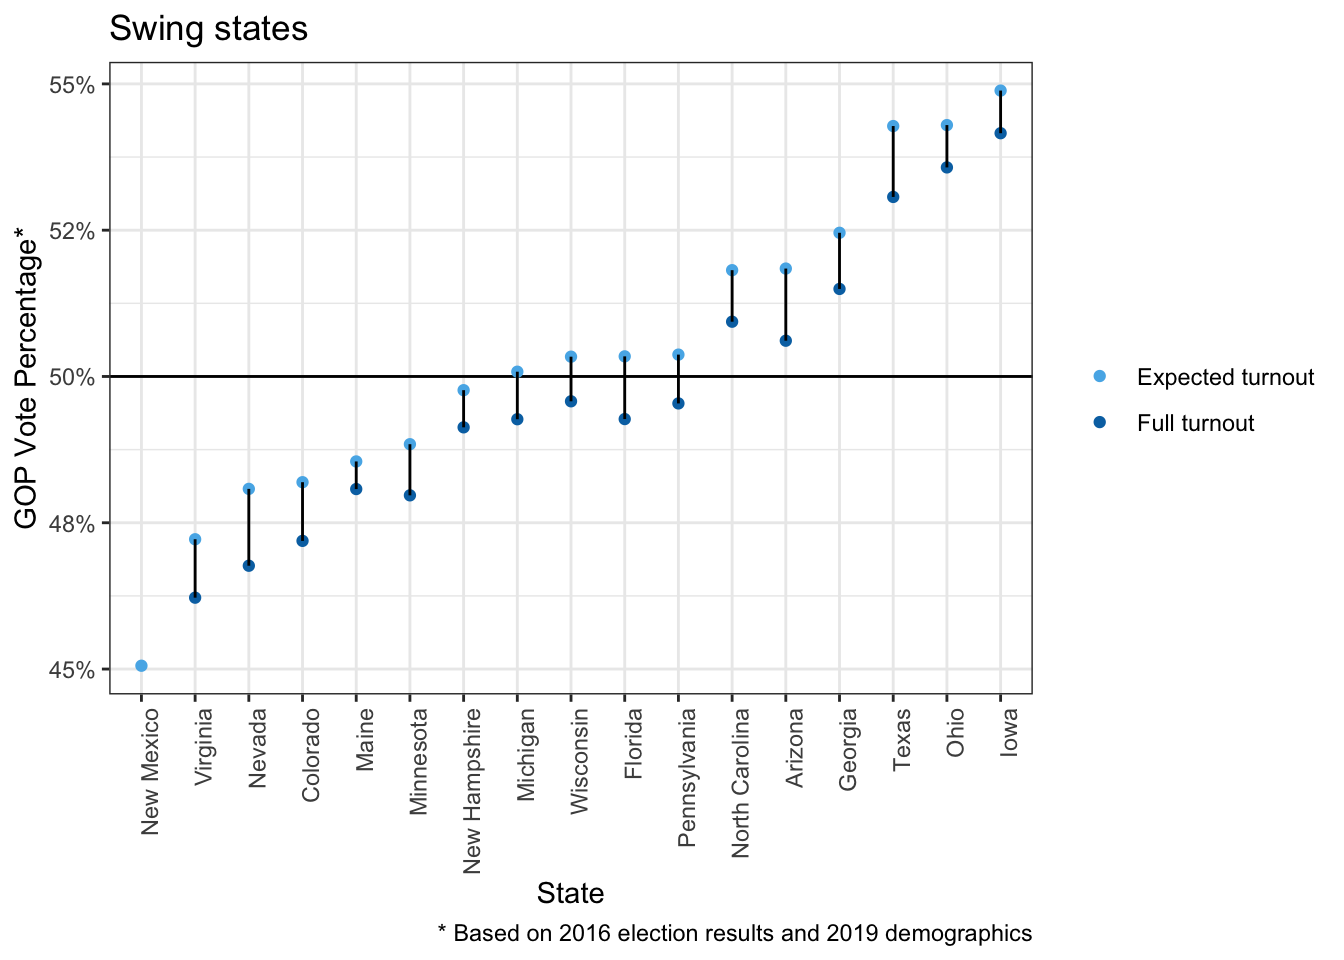 Swing states
55%
52%
50%
48%
45%
GOP Vote Percentage*
Expected turnout
Full turnout
New Mexico
Virginia
Nevada
Colorado
Maine
Minnesota
New Hampshire
Michigan
Wisconsin
Florida
Pennsylvania
North Carolina
Arizona
Georgia
Texas
Ohio
Iowa
State
* Based on 2016 election results and 2019 demographics